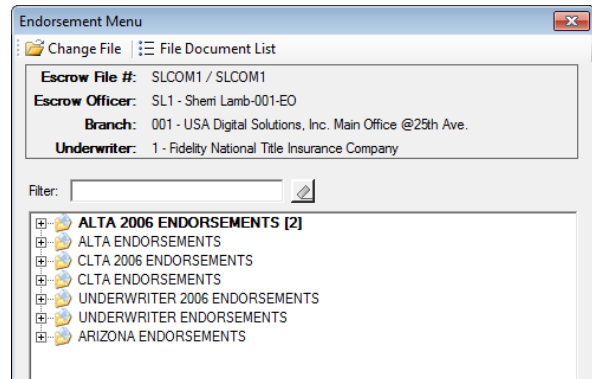 Endorsement Menu
Change File File Document List
Escrow File #: SLCOM1 / SLCOM1
Escrow Officer: SL1 - Sherri Lamb-001-EO
Branch: 001 - USA Digital Solutions, Inc. Main Office @25th Ave.
Underwriter: 1 - Fidelity National Title Insurance Company
Filter:
ALTA 2006 ENDORSEMENTS [2]
ALTA ENDORSEMENTS
CLTA 2006 ENDORSEMENTS
CLTA ENDORSEMENTS
UNDERWRITER 2006 ENDORSEMENTS
UNDERWRITER ENDORSEMENTS
ARIZONA ENDORSEMENTS